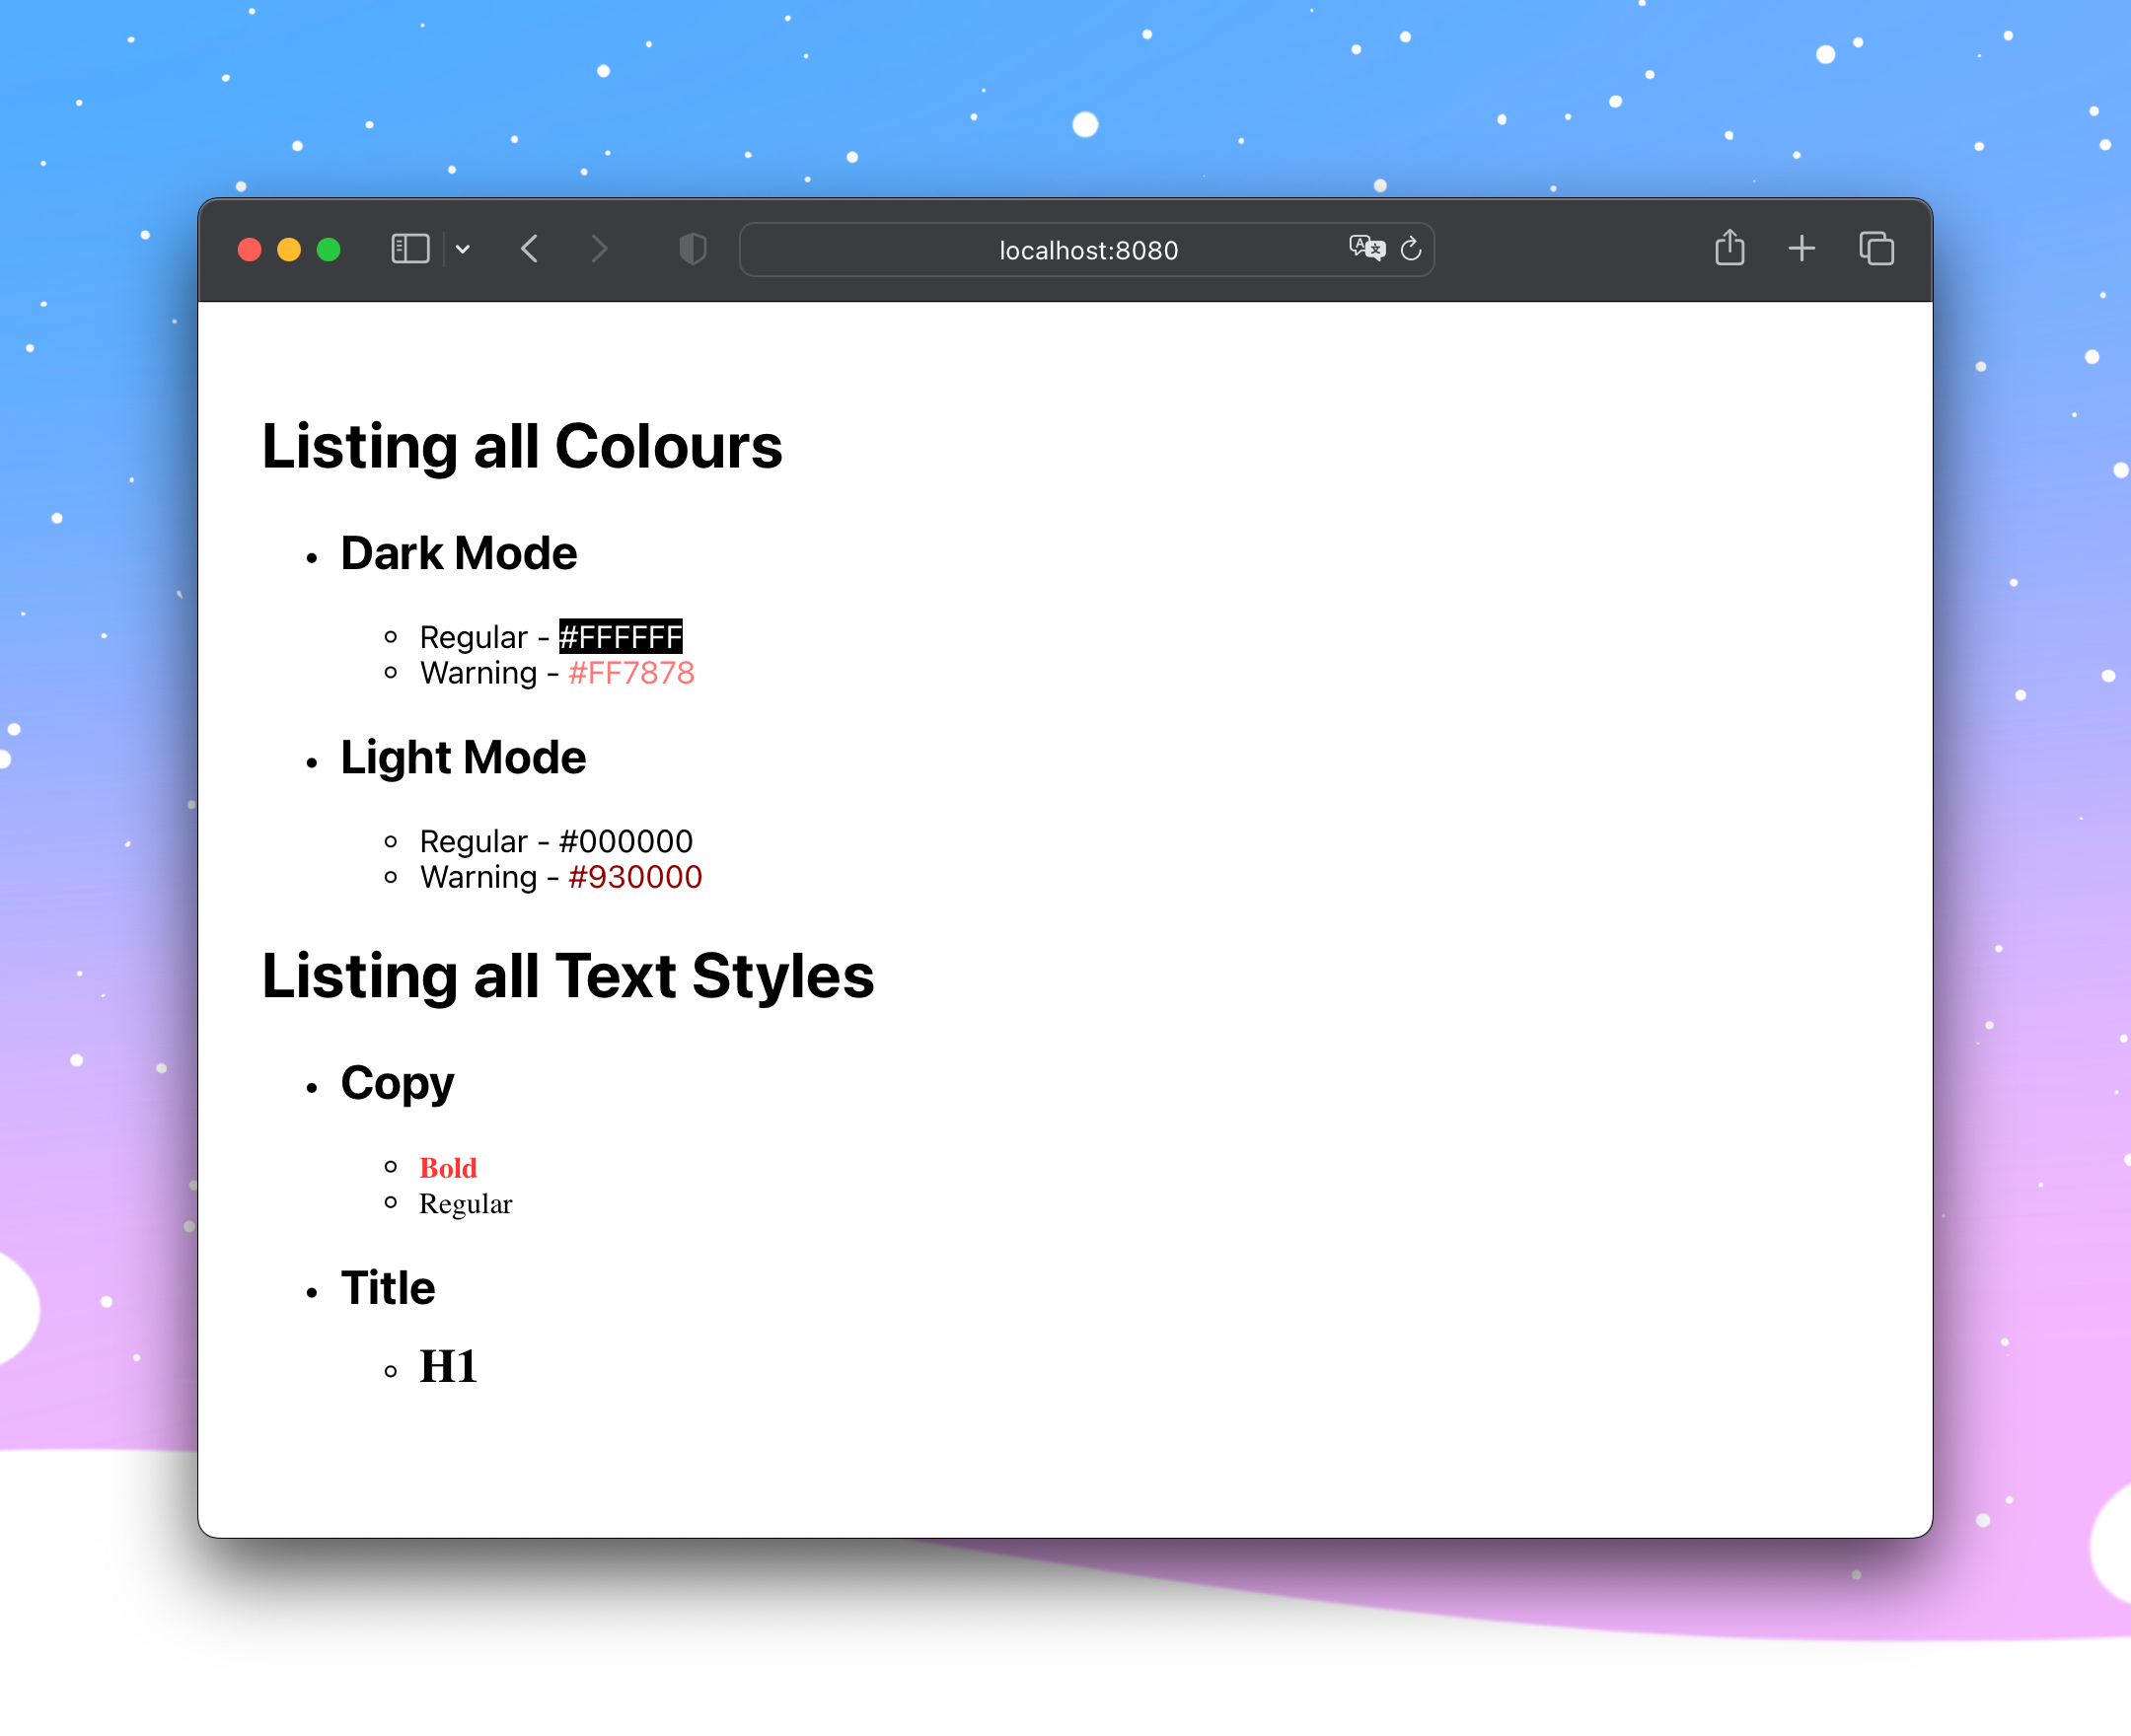 localhost:8080
Listing all Colours
Dark Mode
Regular - #FFFFFF
Warning - #FF7878
Light Mode
Regular - #000000
Warning - #930000
Listing all Text Styles
Copy
Bold
Regular
Title
H1